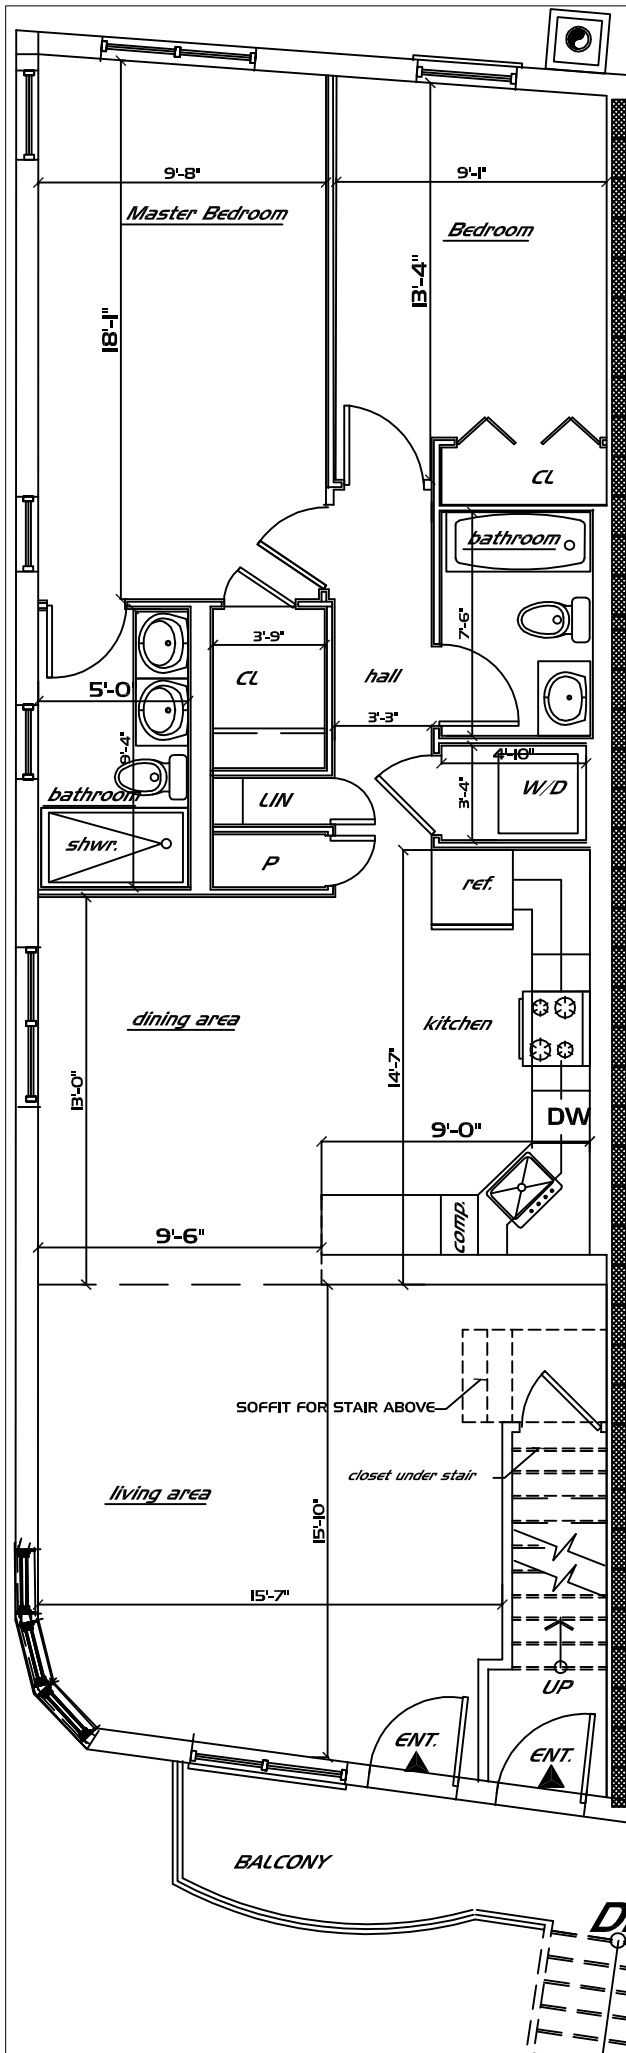 9'-8"
9'-1"
Master Bedroom
Bedroom
18'-1"
13'-4"
CL
bathroom
7'-6"
3'-9"
CL
hall
5'-0
3'-3"
9'-4"
4'-10"
bathroom
LIN
3'-4"
W/D
shwr.
P
ref.
dining area
kitchen
13'-0"
14'-7"
DW
9'-0"
9'-6"
comp.
SOFFIT FOR STAIR ABOVE
closet under stair
living area
15'-10"
15'-7"
UP
ENT.
ENT.
BALCONY